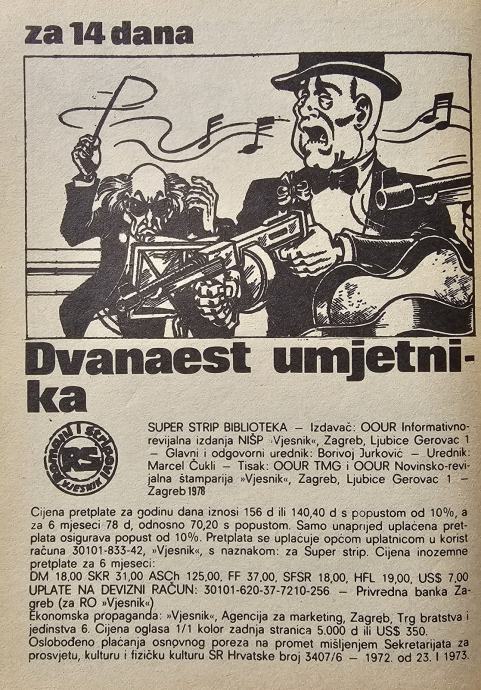 za 14 dana
Dvanaest umjetni-
ka
romani i stripovi
RS
VJESNIK
SUPER STRIP BIBLIOTEKA — Izdavač: OOUR Informativno-
revijalna izdanja NIŠP »Vjesnik«, Zagreb, Ljubice Gerovac 1
— Glavni i odgovorni urednik: Borivoj Jurković — Urednik:
Marcel Čukli — Tisak: OOUR TMG i OOUR Novinsko-revi-
jalna štamparija »Vjesnik«, Zagreb, Ljubice Gerovac 1 —
Zagreb 1978
Cijena pretplate za godinu dana iznosi 156 d ili 140,40 d s popustom od 10%, a
za 6 mjeseci 78 d, odnosno 70,20 s popustom. Samo unaprijed uplaćena pret-
plata osigurava popust od 10%. Pretplata se uplaćuje općom uplatnicom u korist
računa 30101-833-42, »Vjesnik«, s naznakom: za Super strip. Cijena inozemne
pretplate za 6 mjeseci:
DM 18,00 SKR 31,00 ASCh 125,00, FF 37,00, SFSR 18,00, HFL 19,00, US$ 7,00
UPLATE NA DEVIZNI RAČUN: 30101-620-37-7210-256 — Privredna banka Za-
greb (za RO »Vjesnik«)
Ekonomska propaganda: »Vjesnik«, Agencija za marketing, Zagreb, Trg bratstva i
jedinstva 6. Cijena oglasa 1/1 kolor zadnja stranica 5.000 d ili US$ 350.
Oslobođeno plaćanja osnovnog poreza na promet mišljenjem Sekretarijata za
prosvjetu, kulturu i fizičku kulturu SR Hrvatske broj 3407/6 — 1972. od 23. I 1973.